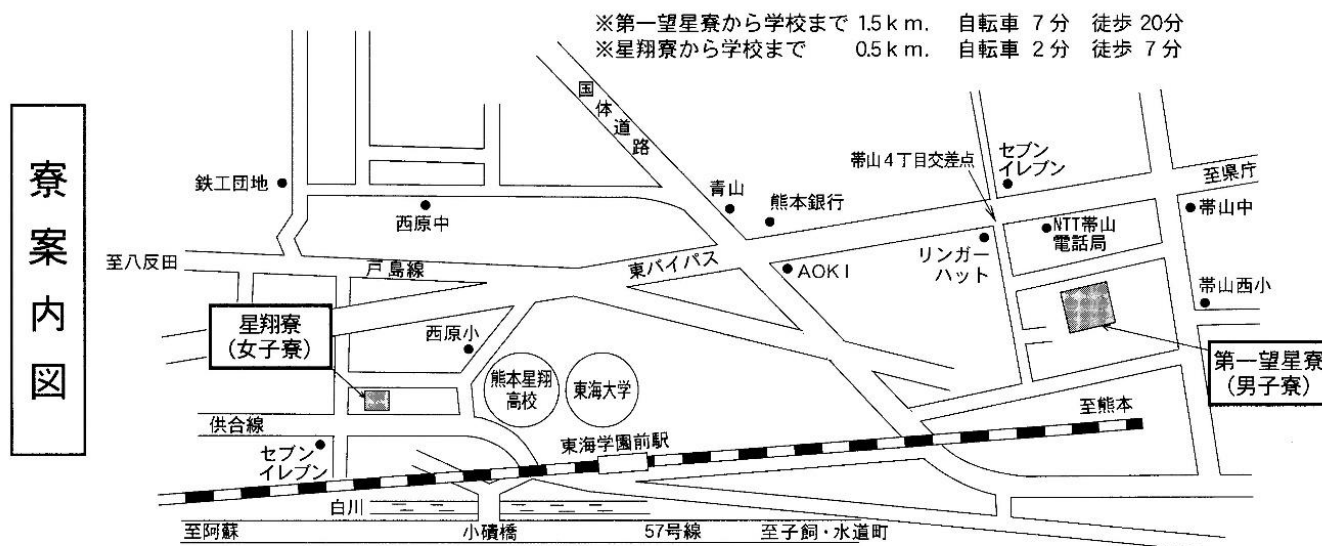 ※第一望星寮から学校まで 1.5km. 自転車 7分 徒歩 20分
※星翔寮から学校まで 0.5km. 自転車 2分 徒歩 7分
寮案内図
国体道路
帯山4丁目交差点
セブン
イレブン
至県庁
鉄工団地
西原中
青山
熊本銀行
NTT帯山
電話局
帯山中
リンガー
ハット
至八反田
戸島線
東バイパス
AOKI
帯山西小
星翔寮
(女子寮)
西原小
熊本星翔
高校
東海大学
第一望星寮
(男子寮)
至熊本
供合線
セブン
イレブン
東海学園前駅
白川
至阿蘇
小磧橋
57号線
至子飼・水道町